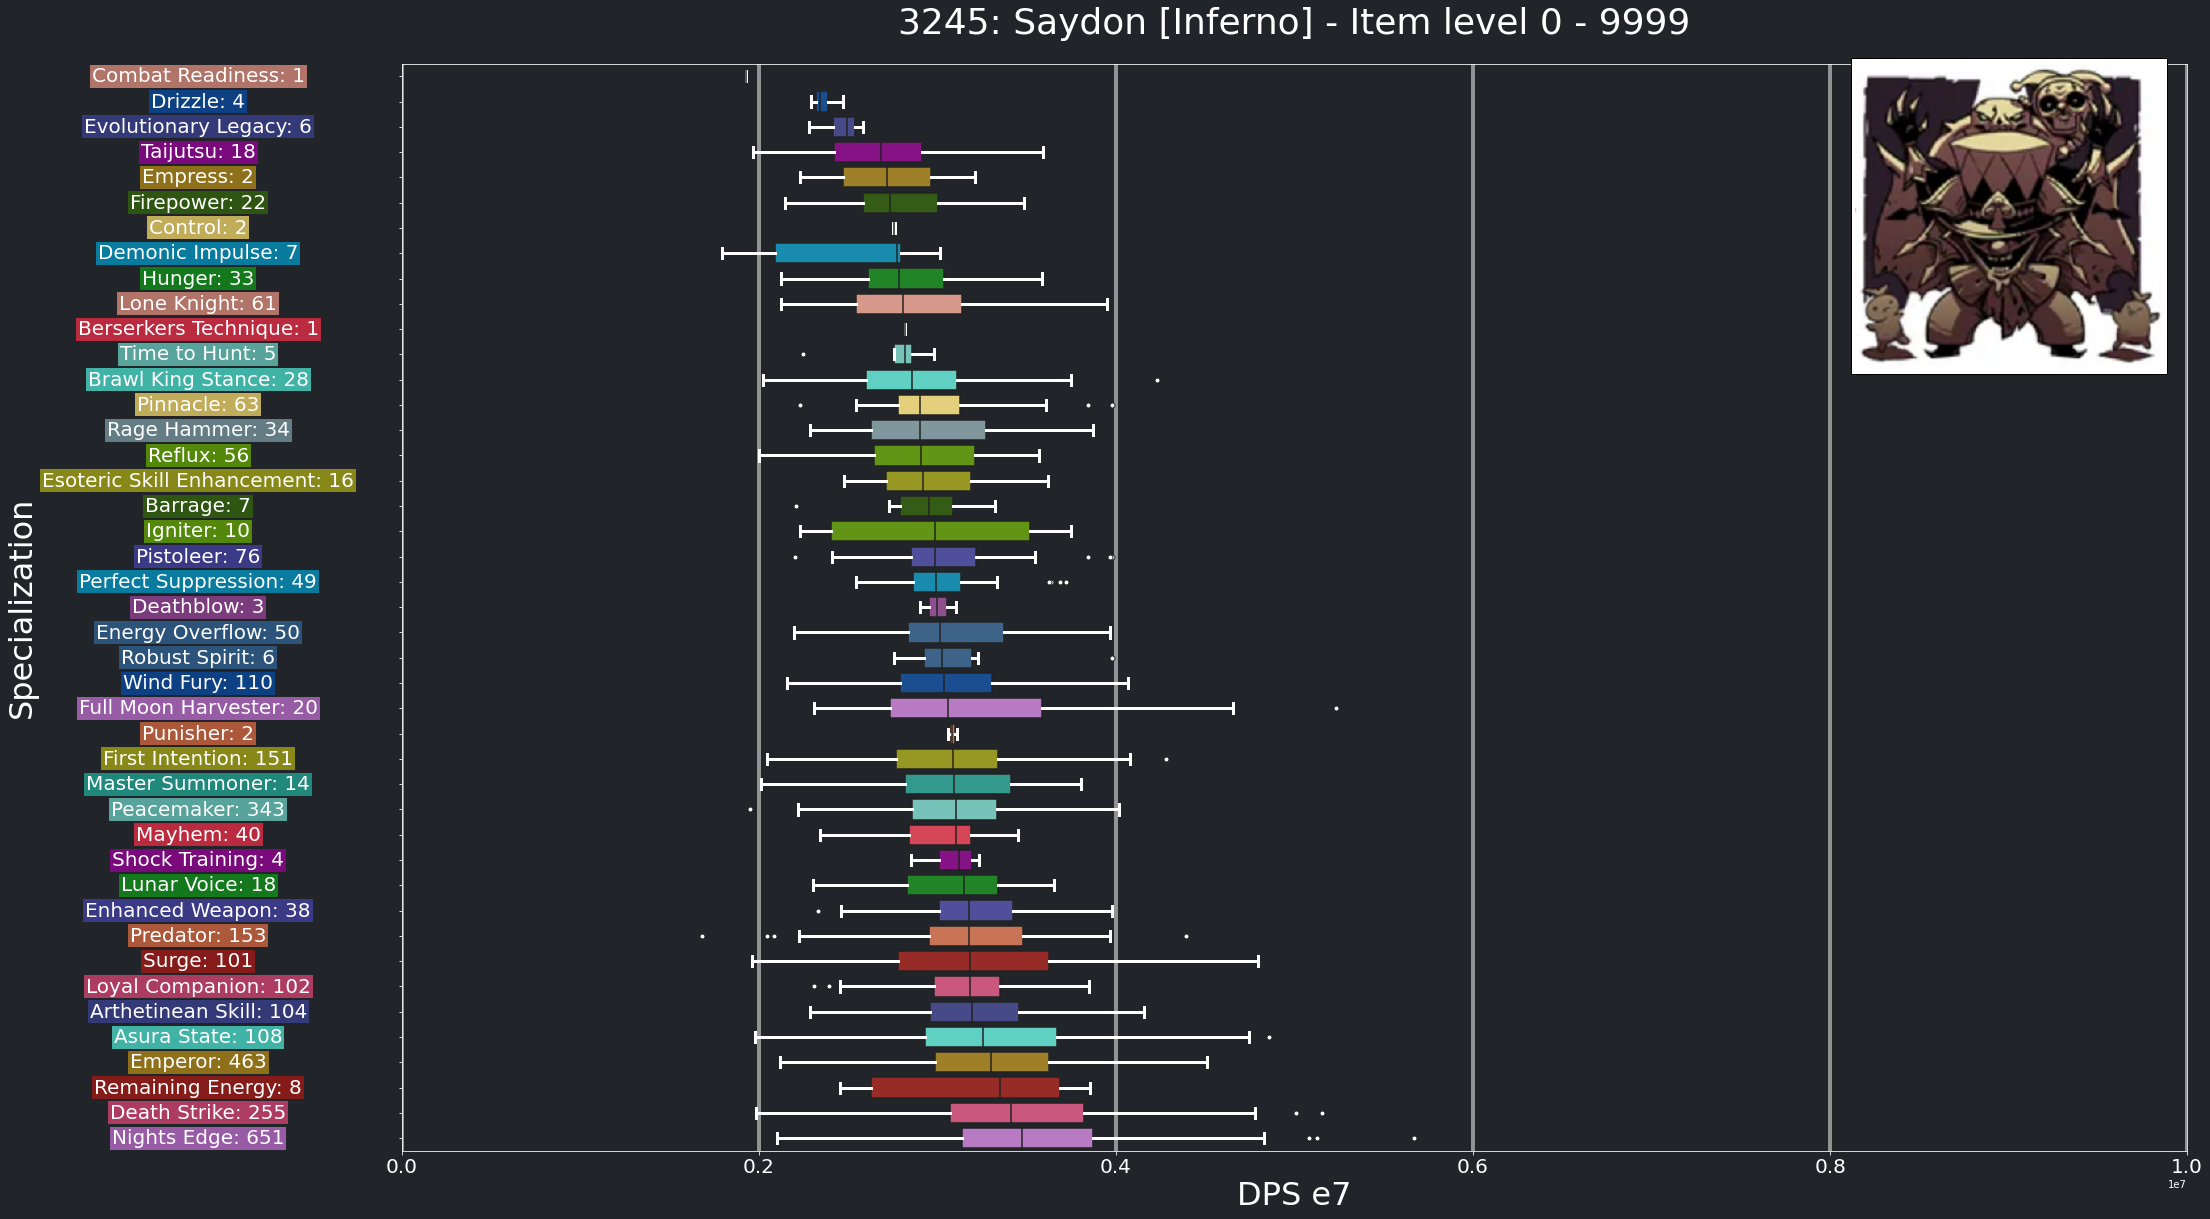 3245: Saydon [Inferno] - Item level 0 - 9999
Combat Readiness: 1
Drizzle: 4
Evolutionary Legacy: 6
Taijutsu: 18
Empress: 2
Firepower: 22
Control: 2
Demonic Impulse: 7
Hunger: 33
Lone Knight: 61
Berserkers Technique: 1
Time to Hunt: 5
Brawl King Stance: 28
Pinnacle: 63
Rage Hammer: 34
Reflux: 56
Esoteric Skill Enhancement: 16
Barrage: 7
Igniter: 10
Pistoleer: 76
Perfect Suppression: 49
Deathblow: 3
Energy Overflow: 50
Robust Spirit: 6
Wind Fury: 110
Full Moon Harvester: 20
Punisher: 2
First Intention: 151
Master Summoner: 14
Peacemaker: 343
Mayhem: 40
Shock Training: 4
Lunar Voice: 18
Enhanced Weapon: 38
Predator: 153
Surge: 101
Loyal Companion: 102
Arthetinean Skill: 104
Asura State: 108
Emperor: 463
Remaining Energy: 8
Death Strike: 255
Nights Edge: 651
Specialization
0.0 0.2 0.4 0.6 0.8 1.0
1e7
DPS e7